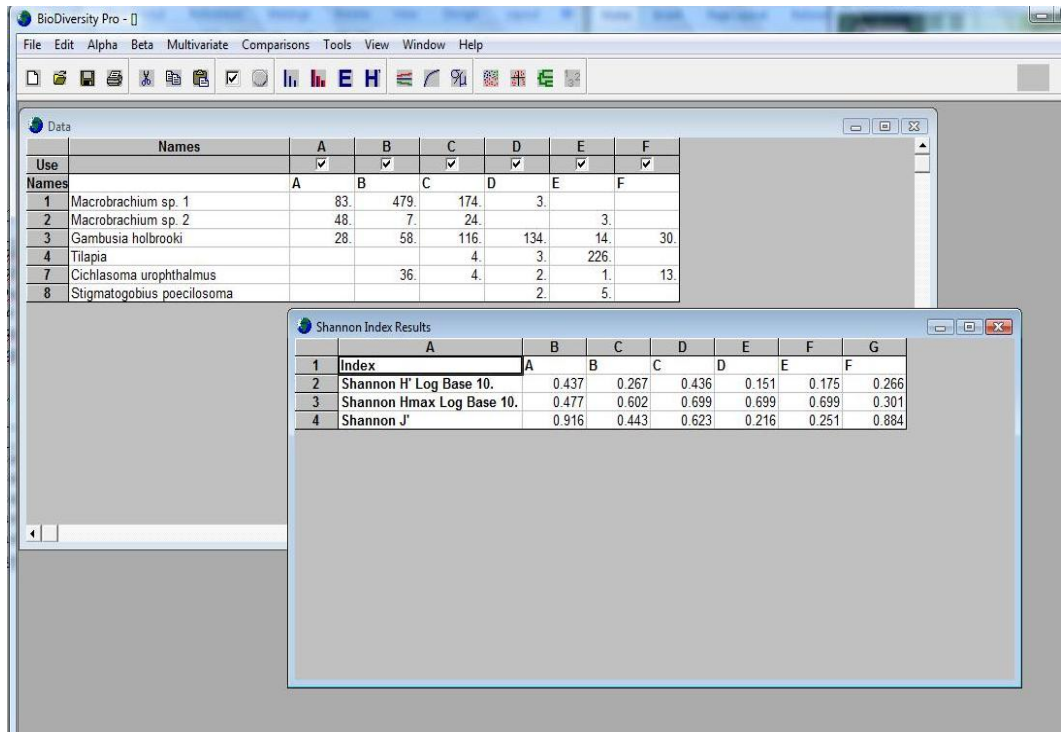 BioDiversity Pro - []
File Edit Alpha Beta Multivariate Comparisons Tools View Window Help
E H'
Data
Names A B C D E F
Use
Names A B C D E F
1 Macrobrachium sp. 1 83. 479. 174. 3.
2 Macrobrachium sp. 2 48. 7. 24. 3.
3 Gambusia holbrooki 28. 58. 116. 134. 14. 30.
4 Tilapia 4. 3. 226.
7 Cichlasoma urophthalmus 36. 4. 2. 1. 13.
8 Stigmatogobius poecilosoma 2. 5.
Shannon Index Results
A B C D E F G
1 Index A B C D E F
2 Shannon H' Log Base 10. 0.437 0.267 0.436 0.151 0.175 0.266
3 Shannon Hmax Log Base 10. 0.477 0.602 0.699 0.699 0.699 0.301
4 Shannon J' 0.916 0.443 0.623 0.216 0.251 0.884